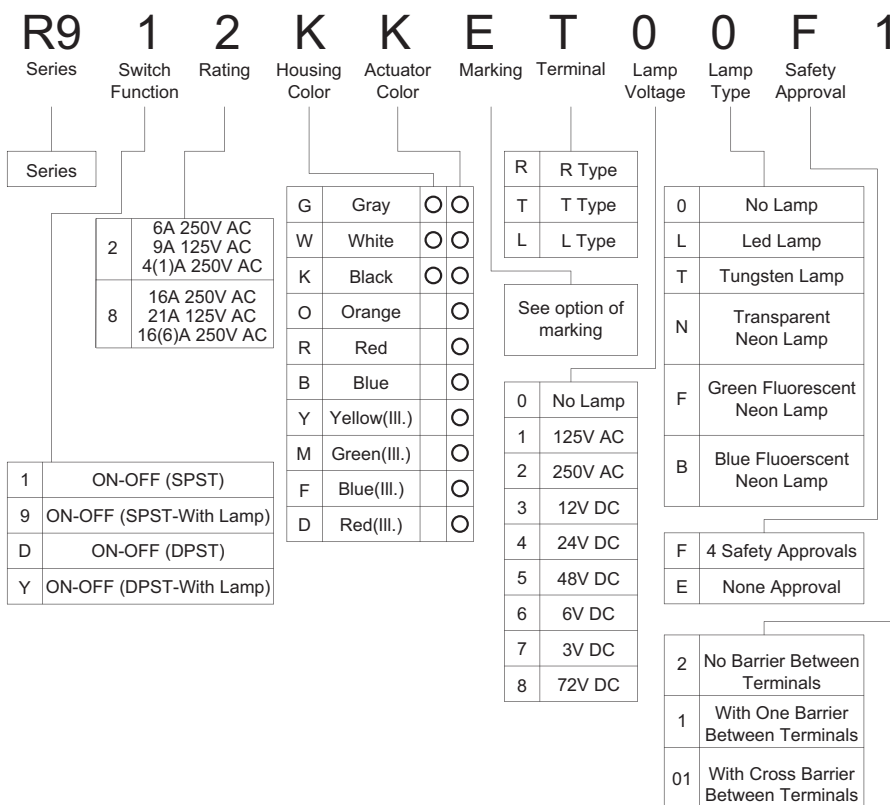 R9 1 2 K K E T 0 0 F 1
Series Switch Function Rating Housing Color Actuator Color Marking Terminal Lamp Voltage Lamp Type Safety Approval
Series
2 6A 250V AC
9A 125V AC
4(1)A 250V AC
8 16A 250V AC
21A 125V AC
16(6)A 250V AC
1 ON-OFF (SPST)
9 ON-OFF (SPST-With Lamp)
D ON-OFF (DPST)
Y ON-OFF (DPST-With Lamp)
G Gray O O
W White O O
K Black O O
O Orange O
R Red O
B Blue O
Y Yellow(Ill.) O
M Green(Ill.) O
F Blue(Ill.) O
D Red(Ill.) O
R R Type
T T Type
L L Type
See option of
marking
0 No Lamp
1 125V AC
2 250V AC
3 12V DC
4 24V DC
5 48V DC
6 6V DC
7 3V DC
8 72V DC
0 No Lamp
L Led Lamp
T Tungsten Lamp
N Transparent
Neon Lamp
F Green Fluorescent
Neon Lamp
B Blue Fluoerscent
Neon Lamp
F 4 Safety Approvals
E None Approval
2 No Barrier Between
Terminals
1 With One Barrier
Between Terminals
01 With Cross Barrier
Between Terminals